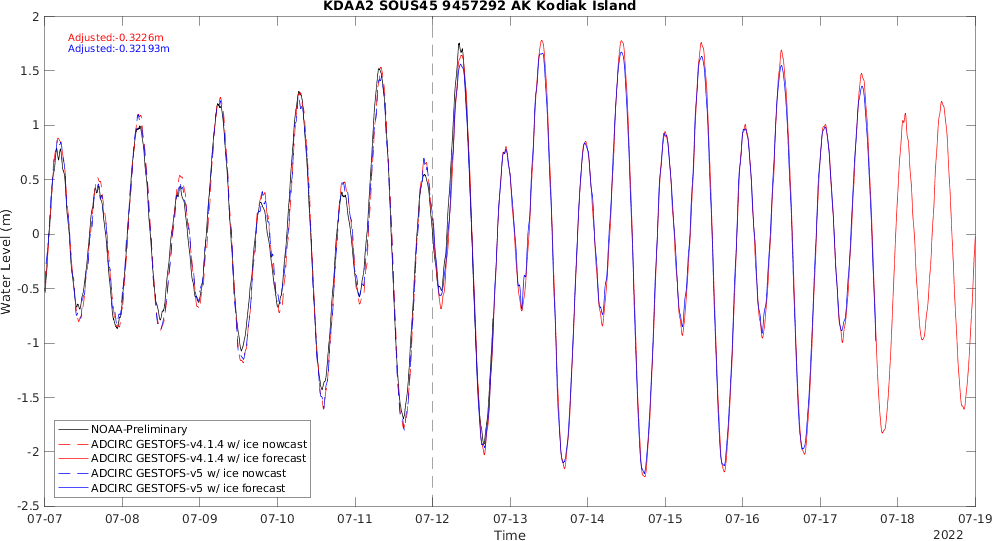 KDAA2 SOUS45 9457292 AK Kodiak Island
Adjusted:-0.3226m
Adjusted:-0.32193m
2
1.5
1
0.5
0
-0.5
-1
-1.5
-2
-2.5
Water Level (m)
NOAA-Preliminary
ADCIRC GESTOFS-v4.1.4 w/ ice nowcast
ADCIRC GESTOFS-v4.1.4 w/ ice forecast
ADCIRC GESTOFS-v5 w/ ice nowcast
ADCIRC GESTOFS-v5 w/ ice forecast
07-07 07-08 07-09 07-10 07-11 07-12 07-13 07-14 07-15 07-16 07-17 07-18 07-19
Time
2022